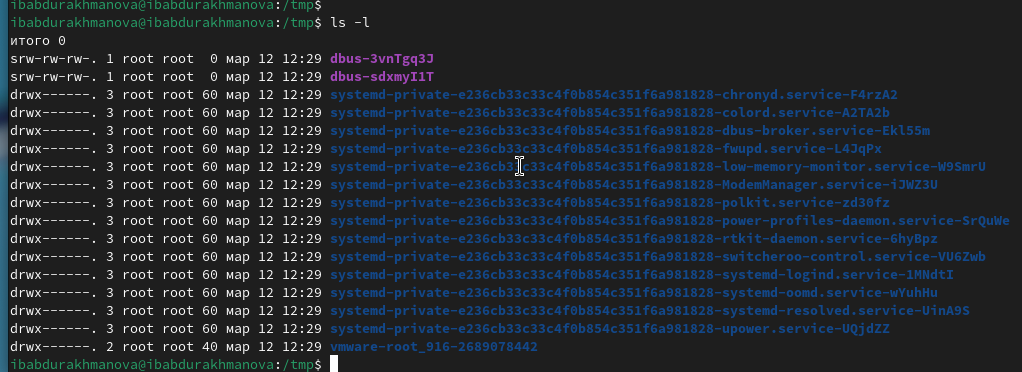 ibabdurakhmanova@ibabdurakhmanova:/tmp$
ibabdurakhmanova@ibabdurakhmanova:/tmp$ ls -l
итого 0
srw-rw-rw-. 1 root root  0 мар 12 12:29 dbus-3vnTgq3J
srw-rw-rw-. 1 root root  0 мар 12 12:29 dbus-sdxmyI1T
drwx------. 3 root root 60 мар 12 12:29 systemd-private-e236cb33c33c4f0b854c351f6a981828-chronyd.service-F4rzA2
drwx------. 3 root root 60 мар 12 12:29 systemd-private-e236cb33c33c4f0b854c351f6a981828-colord.service-A2TA2b
drwx------. 3 root root 60 мар 12 12:29 systemd-private-e236cb33c33c4f0b854c351f6a981828-dbus-broker.service-Ekl55m
drwx------. 3 root root 60 мар 12 12:29 systemd-private-e236cb33c33c4f0b854c351f6a981828-fwupd.service-L4JqPx
drwx------. 3 root root 60 мар 12 12:29 systemd-private-e236cb33c33c4f0b854c351f6a981828-low-memory-monitor.service-W9SmrU
drwx------. 3 root root 60 мар 12 12:29 systemd-private-e236cb33c33c4f0b854c351f6a981828-ModemManager.service-iJWZ3U
drwx------. 3 root root 60 мар 12 12:29 systemd-private-e236cb33c33c4f0b854c351f6a981828-polkit.service-zd30fz
drwx------. 3 root root 60 мар 12 12:29 systemd-private-e236cb33c33c4f0b854c351f6a981828-power-profiles-daemon.service-SrQuWe
drwx------. 3 root root 60 мар 12 12:29 systemd-private-e236cb33c33c4f0b854c351f6a981828-rtkit-daemon.service-6hyBpz
drwx------. 3 root root 60 мар 12 12:29 systemd-private-e236cb33c33c4f0b854c351f6a981828-switcheroo-control.service-VU6Zwb
drwx------. 3 root root 60 мар 12 12:29 systemd-private-e236cb33c33c4f0b854c351f6a981828-systemd-logind.service-1MNdtI
drwx------. 3 root root 60 мар 12 12:29 systemd-private-e236cb33c33c4f0b854c351f6a981828-systemd-oomd.service-wYuhHu
drwx------. 3 root root 60 мар 12 12:29 systemd-private-e236cb33c33c4f0b854c351f6a981828-systemd-resolved.service-UinA9S
drwx------. 3 root root 60 мар 12 12:29 systemd-private-e236cb33c33c4f0b854c351f6a981828-upower.service-UQjdZZ
drwx------. 2 root root 40 мар 12 12:29 vmware-root_916-2689078442
ibabdurakhmanova@ibabdurakhmanova:/tmp$